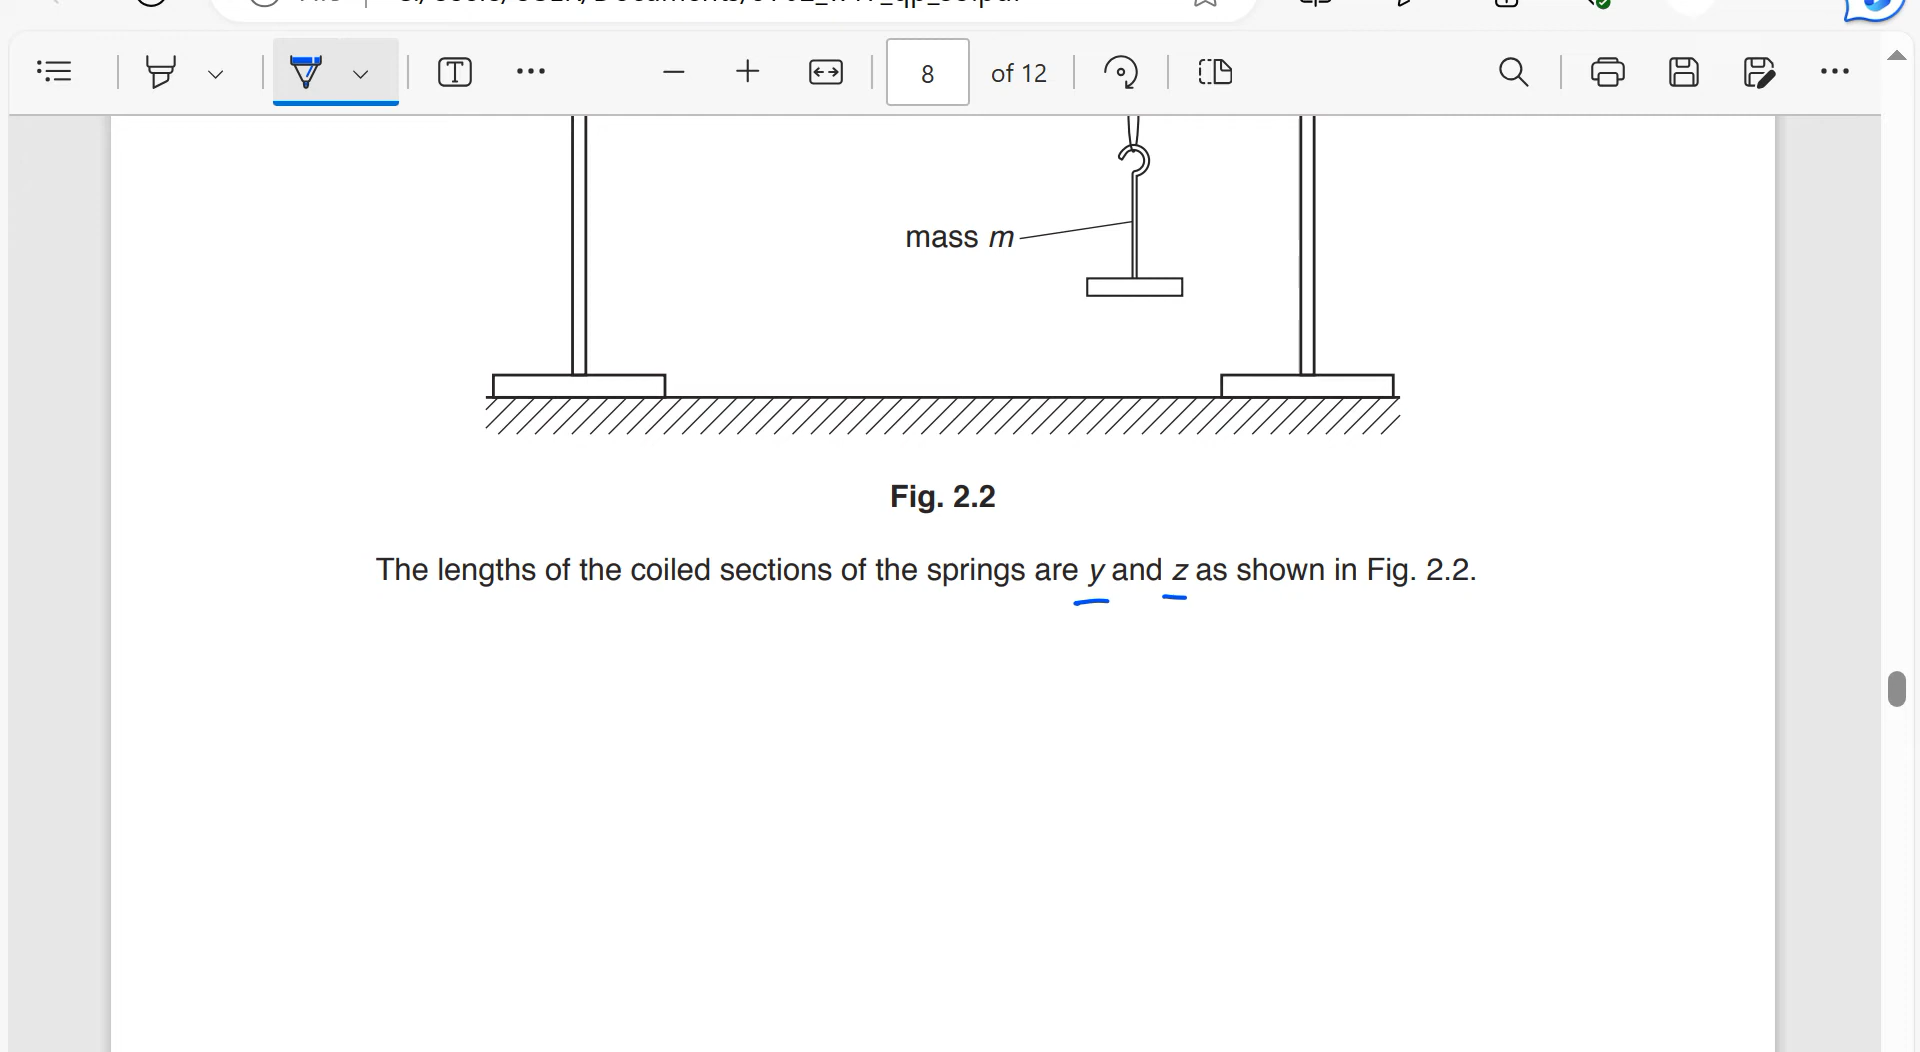 8 of 12
mass m
Fig. 2.2
The lengths of the coiled sections of the springs are y and z as shown in Fig. 2.2.